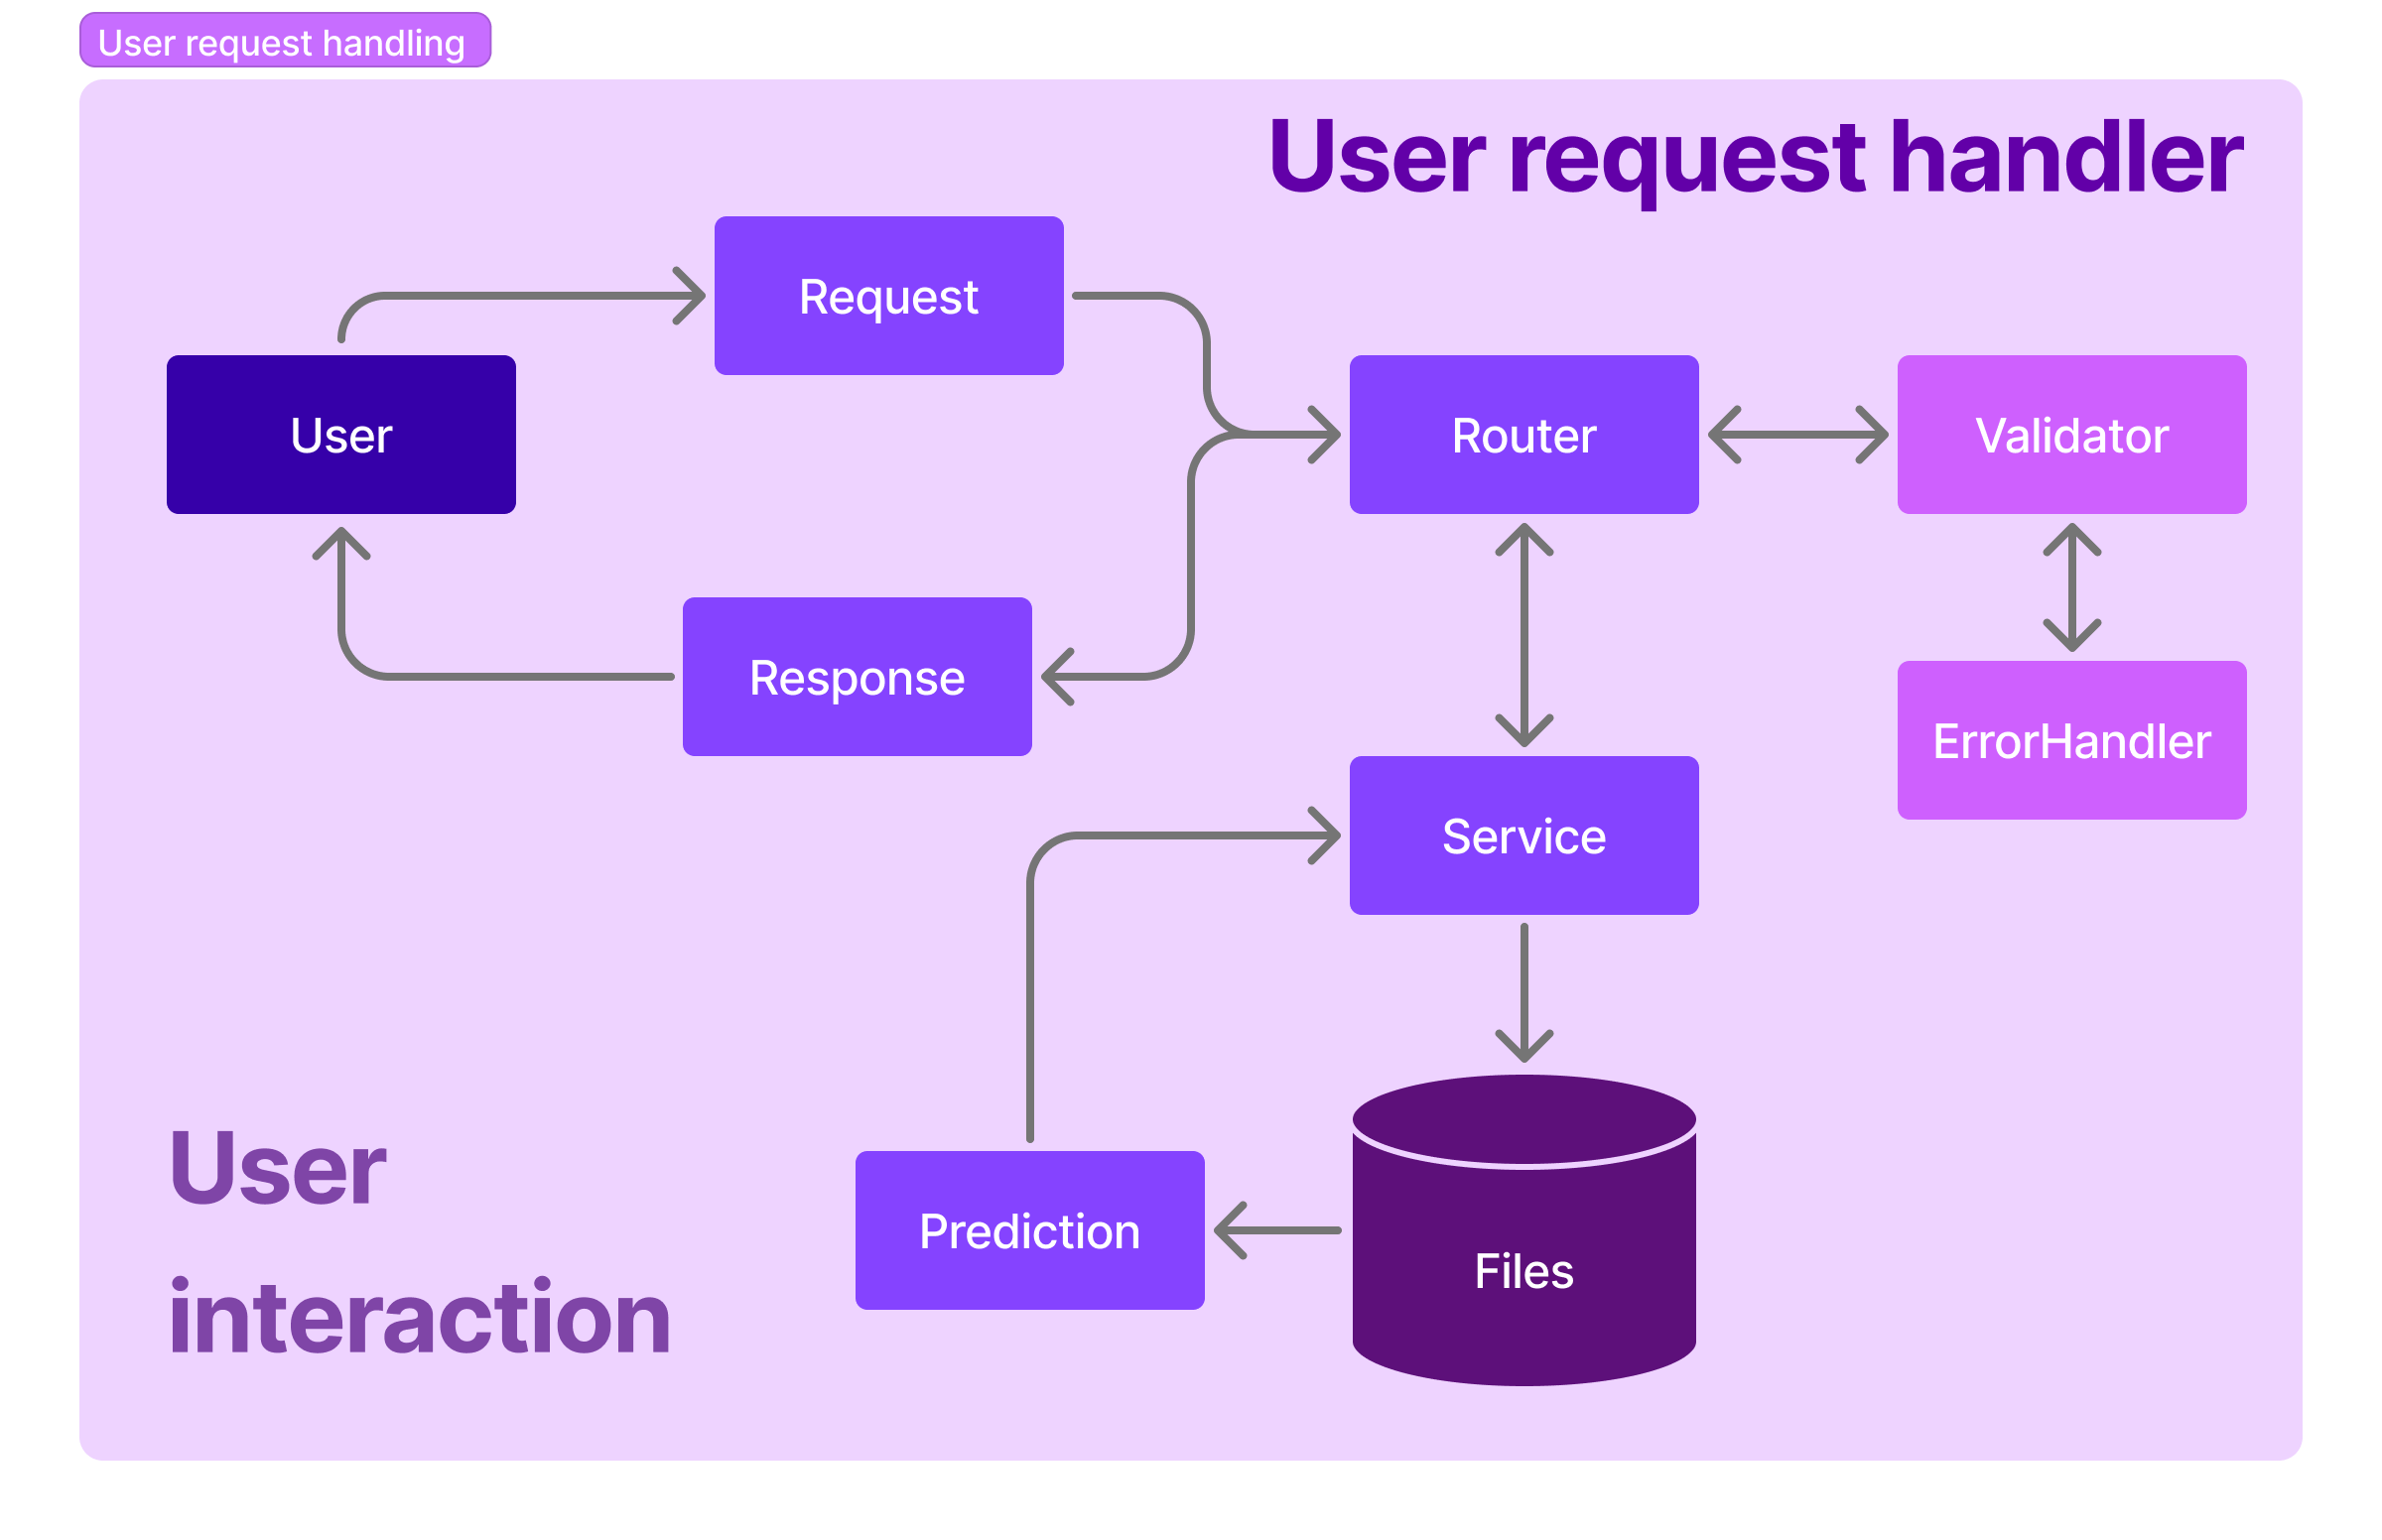 User request handling
User request handler
Request
User
Router
Validator
Response
ErrorHandler
Service
User
interaction
Prediction
Files